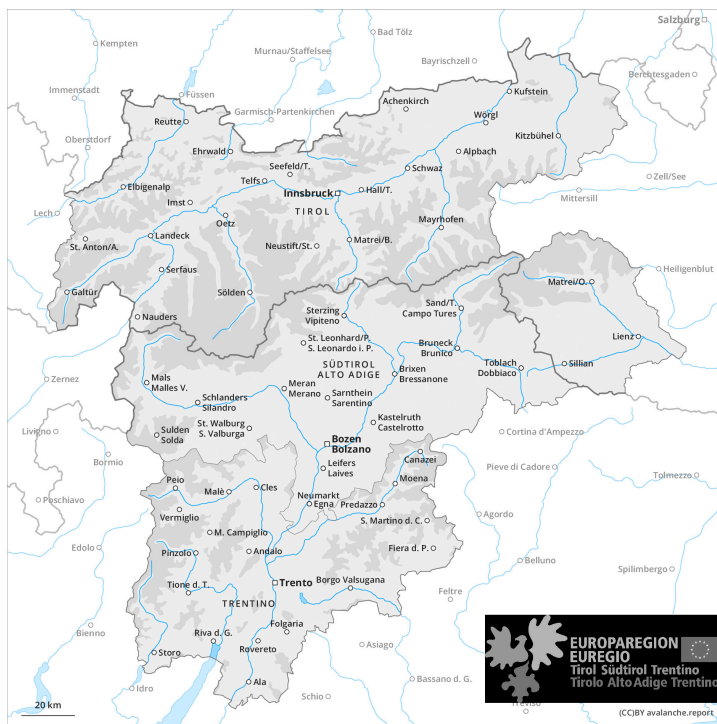 Salzburg
Kempten
Bad Tölz
Murnau/Staffelsee
Bayrischzell
Berchtesgaden
Immenstadt
Füssen
Kufstein
Achenkirch
Garmisch-Partenkirchen
Reutte
Wörgl
Oberstdorf
Kitzbühel
Ehrwald
Alpbach
Seefeld/T.
Schwaz
Zell/See
Telfs
Elbigenalp
Innsbruck
Hall/T.
Mittersill
Imst
Lech
TIROL
Oetz
Mayrhofen
Landeck
Neustift/St.
Matrei/B.
St. Anton/A.
Serfaus
Heiligenblut
Matrei/O.
Galtür
Sölden
Sand/T.
Campo Tures
Nauders
Sterzing
Vipiteno
Lienz
St. Leonhard/P.
S. Leonardo i. P.
Bruneck
Brunico
Toblach
Dobbiaco
Sillian
SÜDTIROL
ALTO ADIGE
Brixen
Bressanone
Zernez
Mals
Malles V.
Meran
Merano
Sarnthein
Sarentino
Schlanders
Silandro
Kastelruth
Castelrotto
St. Walburg
S. Valburga
Livigno
Sulden
Solda
Bozen
Bolzano
Cortina d'Ampezzo
Bormio
Canazei
Leifers
Laives
Pieve di Cadore
Tolmezzo
Peio
Moena
Poschiavo
Malè
Cles
Neumarkt
Egna
Predazzo
Vermiglio
Agordo
S. Martino d. C.
M. Campiglio
Edolo
Pinzolo
Andalo
Fiera d. P.
Belluno
Spilimbergo
Tione d. T.
Trento
Borgo Valsugana
Feltre
TRENTINO
Folgaria
Bienno
Riva d. G.
Rovereto
Asiago
Storo
Ala
Idro
Schio
Bassano d. G.
Treviso
EUROPAREGION
EUREGIO
Tirol Südtirol Trentino
Tirolo Alto Adige Trentino
20 km
(CC)BY avalanche.report